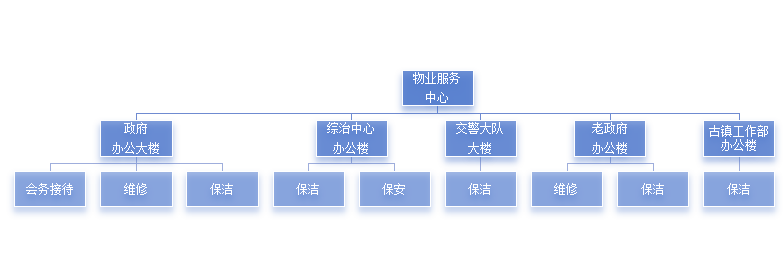 物业服务
中心
政府
办公大楼
综治中心
办公楼
交警大队
大楼
老政府
办公楼
古镇工作部
办公楼
会务接待
维修
保洁
保洁
保安
保洁
维修
保洁
保洁